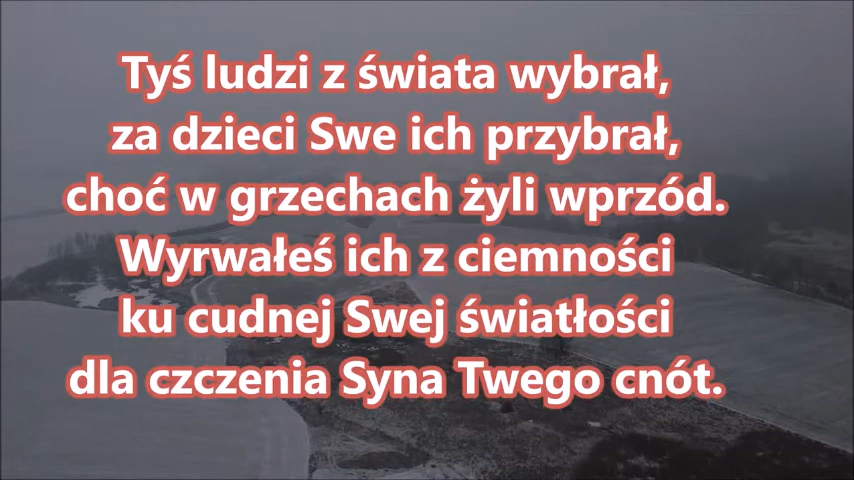 Tyś ludzi z świata wybrał,
za dzieci Swe ich przybrał,
choć w grzechach żyli wprzód.
Wyrwałeś ich z ciemności
ku cudnej Swej światłości
dla czczenia Syna Twego cnót.